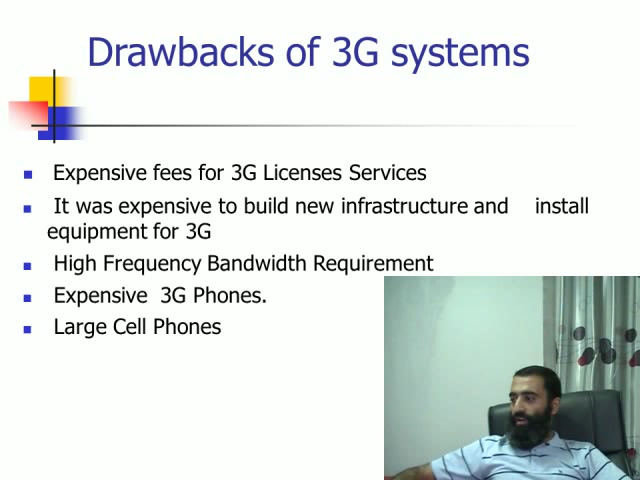 Drawbacks of 3G systems
Expensive fees for 3G Licenses Services
It was expensive to build new infrastructure and install
equipment for 3G
High Frequency Bandwidth Requirement
Expensive 3G Phones.
Large Cell Phones